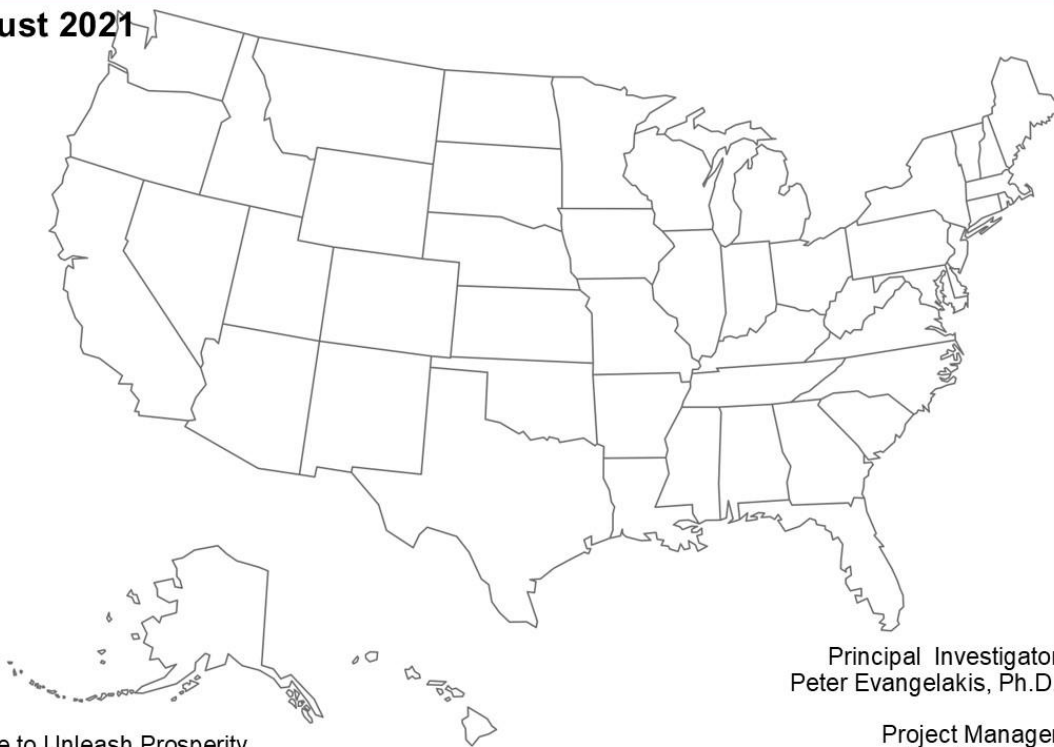 ust 2021
Principal Investigator
Peter Evangelakis, Ph.D.
Project Manager
e to Unleash Prosperity